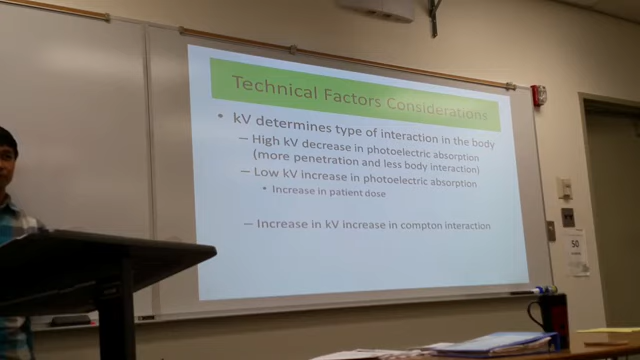 Technical Factors Considerations
• kV determines type of interaction in the body
– High kV decrease in photoelectric absorption
(more penetration and less body interaction)
– Low kV increase in photoelectric absorption
• Increase in patient dose
– Increase in kV increase in compton interaction
50